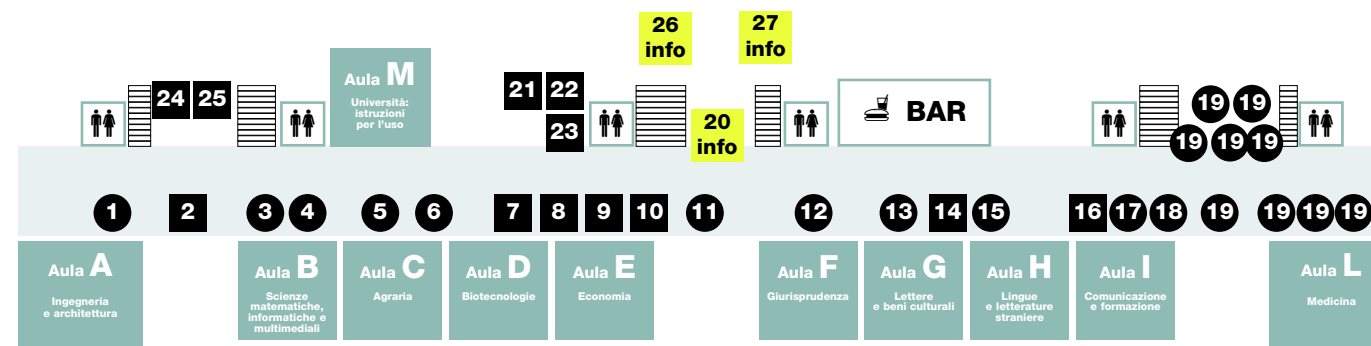 26
info
27
info
Aula M
Università:
istruzioni
per l'uso
24 25
21 22
23
20
info
BAR
19 19
19 19 19
1 2 3 4 5 6 7 8 9 10 11 12 13 14 15 16 17 18 19 19 19 19
Aula A
Ingegneria
e architettura
Aula B
Scienze
matematiche,
informatiche e
multimediali
Aula C
Agraria
Aula D
Biotecnologie
Aula E
Economia
Aula F
Giurisprudenza
Aula G
Lettere
e beni culturali
Aula H
Lingue
e letterature
straniere
Aula I
Comunicazione
e formazione
Aula L
Medicina